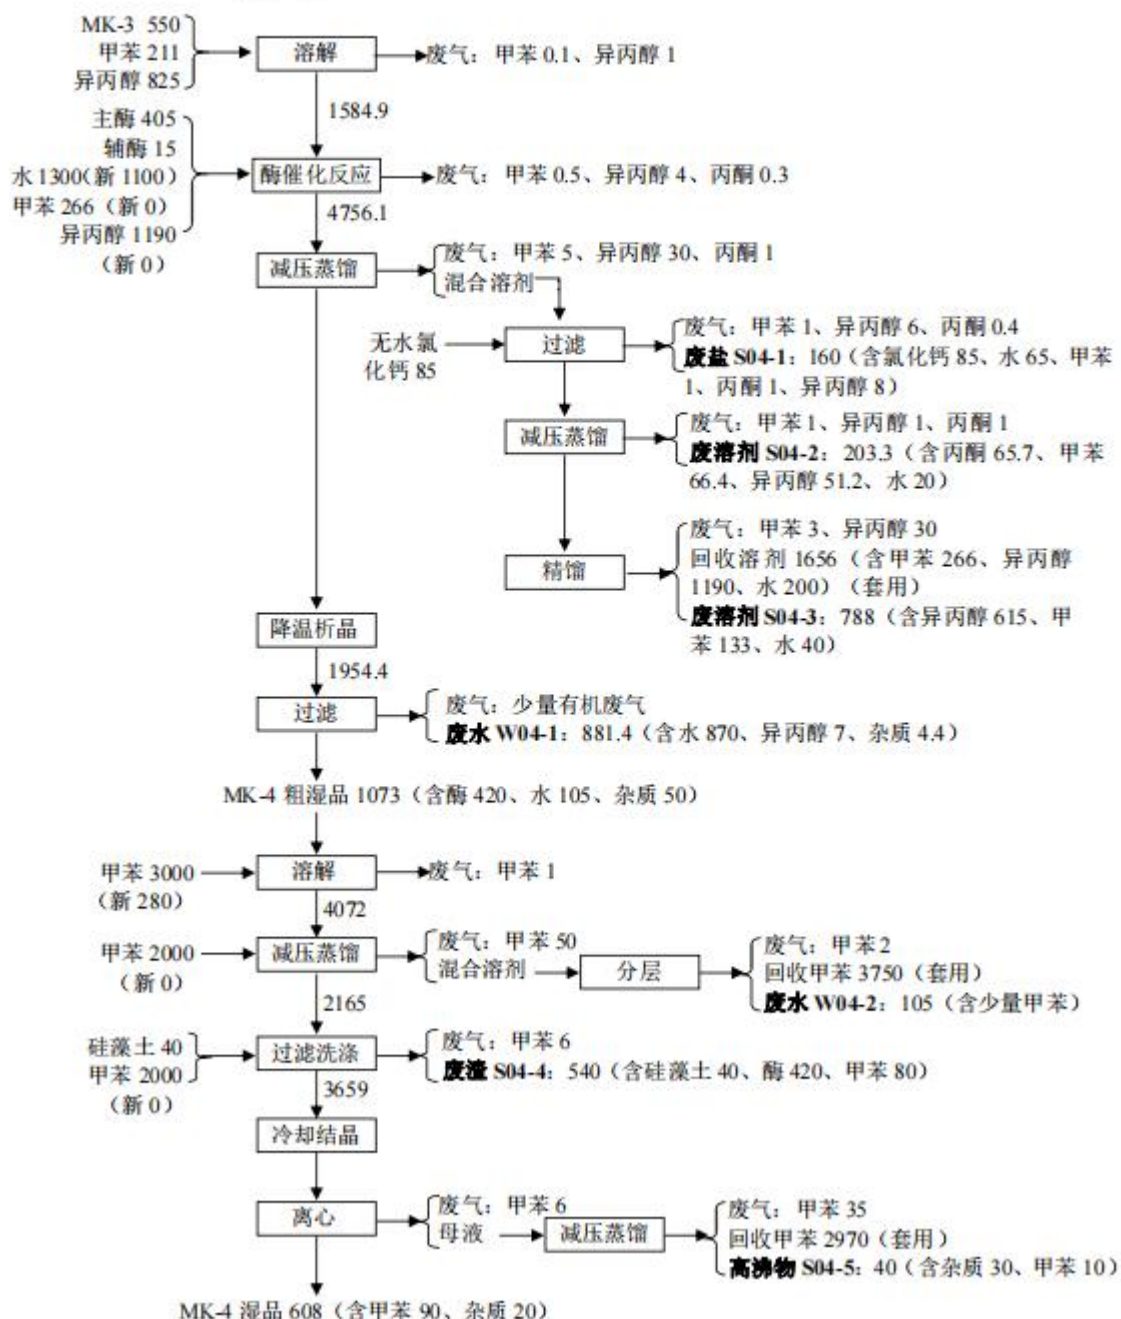 MK-3 550
甲苯 211
异丙醇 825
溶解
废气：甲苯 0.1、异丙醇 1
1584.9
主酶 405
辅酶 15
水 1300(新 1100）
甲苯 266（新 0）
异丙醇 1190
（新 0）
酶催化反应
废气：甲苯 0.5、异丙醇 4、丙酮 0.3
4756.1
减压蒸馏
废气：甲苯 5、异丙醇 30、丙酮 1
混合溶剂
无水氯
化钙 85
过滤
废气：甲苯 1、异丙醇 6、丙酮 0.4
废盐 S04-1：160（含氯化钙 85、水 65、甲苯
1、丙酮 1、异丙醇 8）
减压蒸馏
废气：甲苯 1、异丙醇 1、丙酮 1
废溶剂 S04-2：203.3（含丙酮 65.7、甲苯
66.4、异丙醇 51.2、水 20）
精馏
废气：甲苯 3、异丙醇 30
回收溶剂 1656（含甲苯 266、异丙醇
1190、水 200）（套用）
废溶剂 S04-3：788（含异丙醇 615、甲
苯 133、水 40）
降温析晶
1954.4
过滤
废气：少量有机废气
废水 W04-1：881.4（含水 870、异丙醇 7、杂质 4.4）
MK-4 粗湿品 1073（含酶 420、水 105、杂质 50）
甲苯 3000
（新 280）
溶解
废气：甲苯 1
4072
甲苯 2000
（新 0）
减压蒸馏
废气：甲苯 50
混合溶剂
分层
废气：甲苯 2
回收甲苯 3750（套用）
废水 W04-2：105（含少量甲苯）
2165
硅藻土 40
甲苯 2000
（新 0）
过滤洗涤
废气：甲苯 6
废渣 S04-4：540（含硅藻土 40、酶 420、甲苯 80）
3659
冷却结晶
离心
废气：甲苯 6
母液
减压蒸馏
废气：甲苯 35
回收甲苯 2970（套用）
高沸物 S04-5：40（含杂质 30、甲苯 10）
MK-4 湿品 608（含甲苯 90、杂质 20）